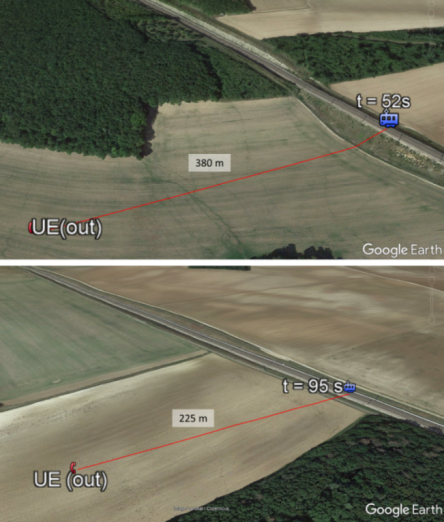 t = 52s
380 m
UE(out)
Google Earth
t = 95 s
225 m
UE (out)
Google Earth